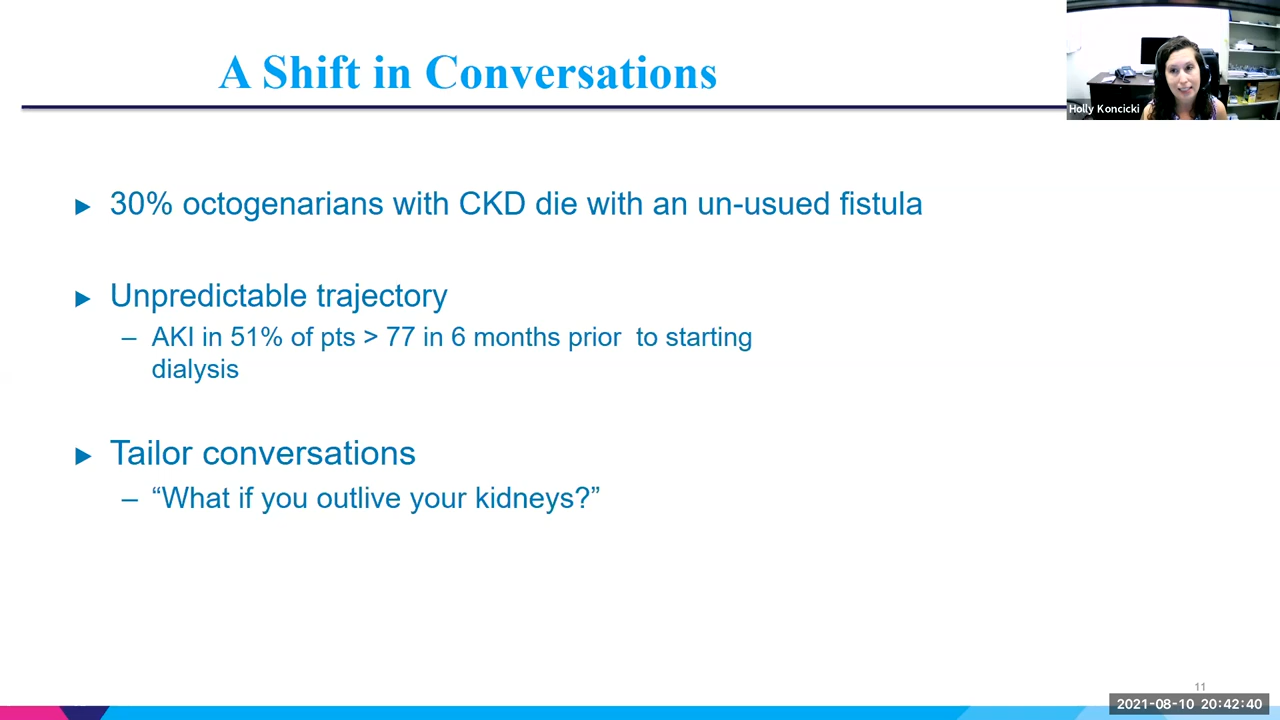 A Shift in Conversations
Holly Koncicki
► 30% octogenarians with CKD die with an un-usued fistula
► Unpredictable trajectory
– AKI in 51% of pts > 77 in 6 months prior to starting
dialysis
► Tailor conversations
– “What if you outlive your kidneys?”
11
2021-08-10 20:42:40